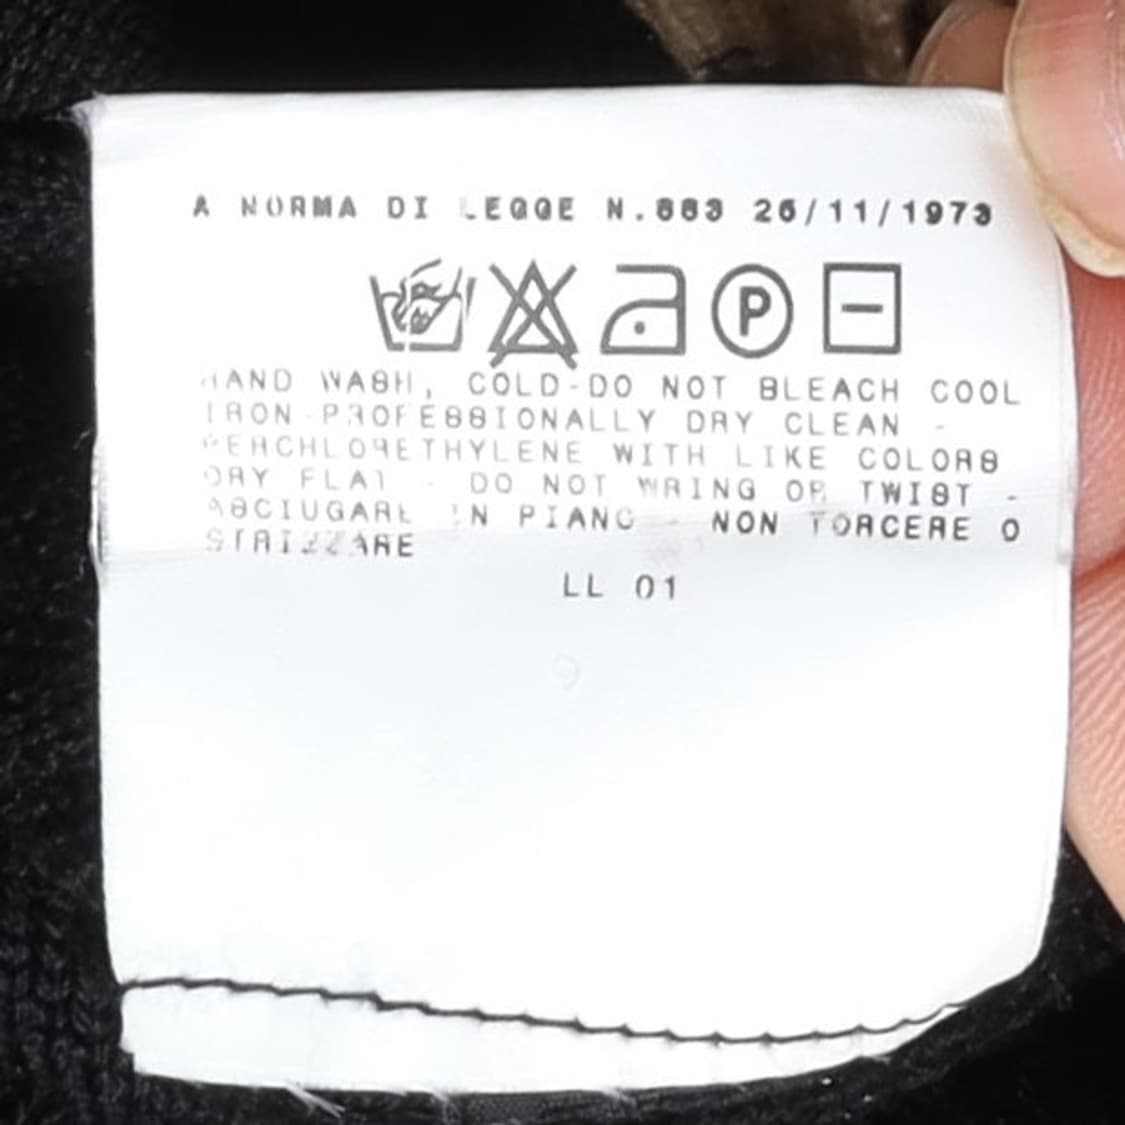 A NORMA DI LEGGE N.883 26/11/1973
P
HAND WASH, COLD-DO NOT BLEACH COOL
IRON-PROFESSIONALLY DRY CLEAN -
PERCHLORETHYLENE WITH LIKE COLORS
DRY FLAT - DO NOT WRING OR TWIST -
ASCIUGARE IN PIANO - NON TORCERE O
STRIZZARE
LL 01